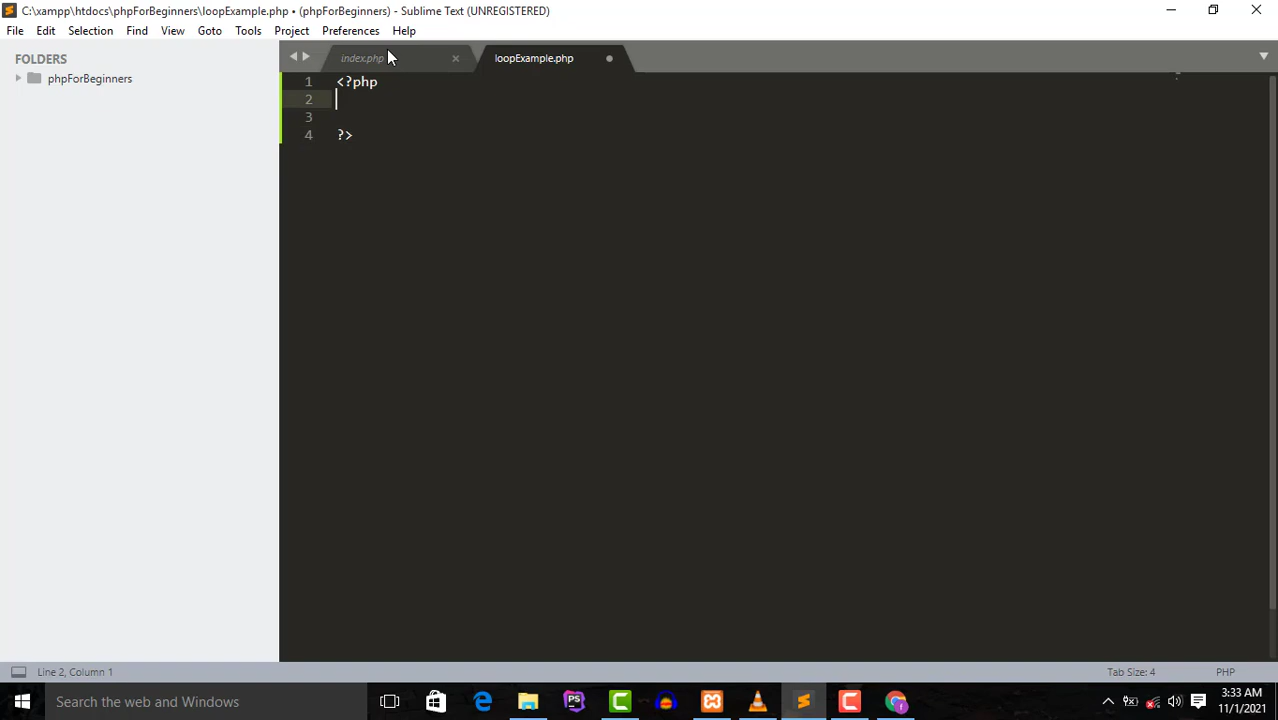 C:\xampp\htdocs\phpForBeginners\loopExample.php • (phpForBeginners) - Sublime Text (UNREGISTERED)
File Edit Selection Find View Goto Tools Project Preferences Help
FOLDERS
phpForBeginners
index.php
loopExample.php
1 <?php
2
3
4 ?>
Line 2, Column 1
Tab Size: 4
PHP
Search the web and Windows
3:33 AM
11/1/2021